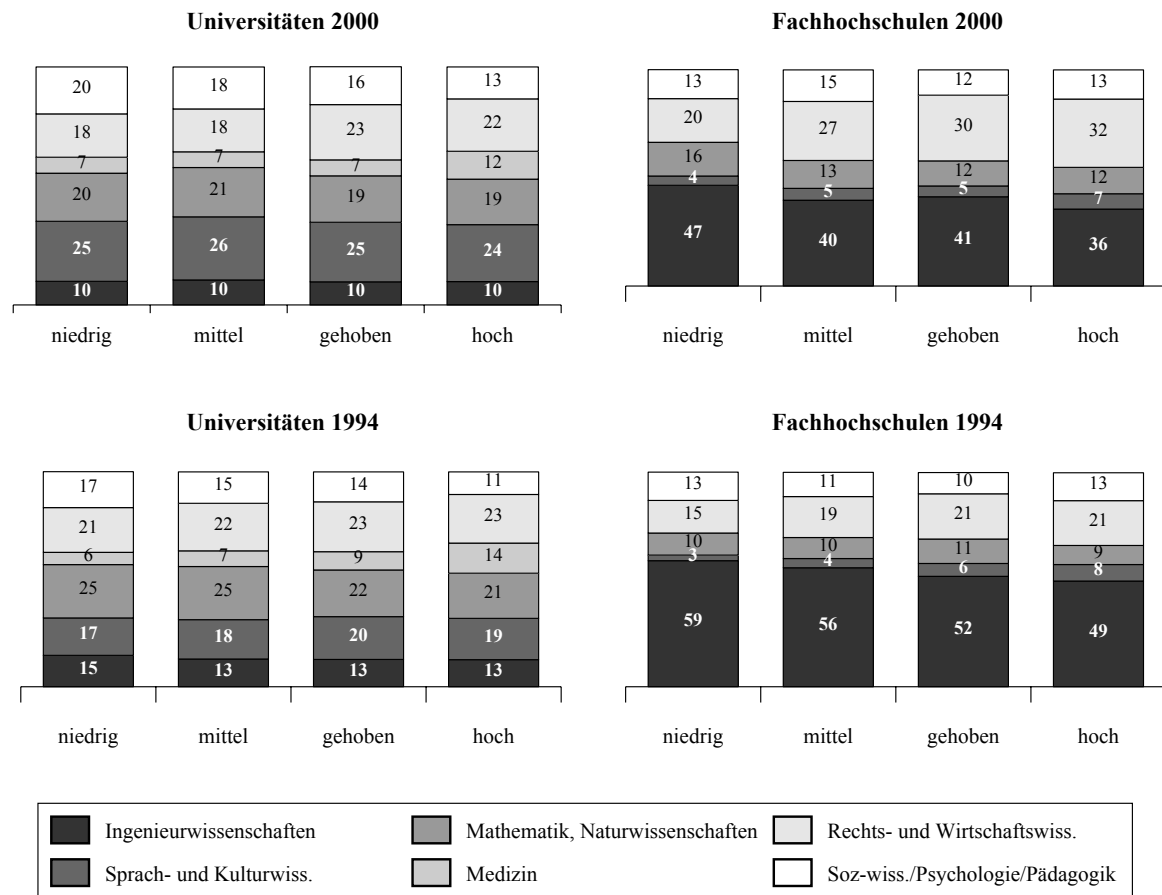 Universitäten 2000
20 18 16 13
18 18 23 22
7 7 7 12
20 21 19 19
25 26 25 24
10 10 10 10
niedrig mittel gehoben hoch
Fachhochschulen 2000
13 15 12 13
20 27 30 32
16 13 12 12
4 5 5 7
47 40 41 36
niedrig mittel gehoben hoch
Universitäten 1994
17 15 14 11
21 22 23 23
6 7 9 14
25 25 22 21
17 18 20 19
15 13 13 13
niedrig mittel gehoben hoch
Fachhochschulen 1994
13 11 10 13
15 19 21 21
10 10 11 9
3 4 6 8
59 56 52 49
niedrig mittel gehoben hoch
Ingenieurwissenschaften Mathematik, Naturwissenschaften Rechts- und Wirtschaftswiss.
Sprach- und Kulturwiss. Medizin Soz-wiss./Psychologie/Pädagogik